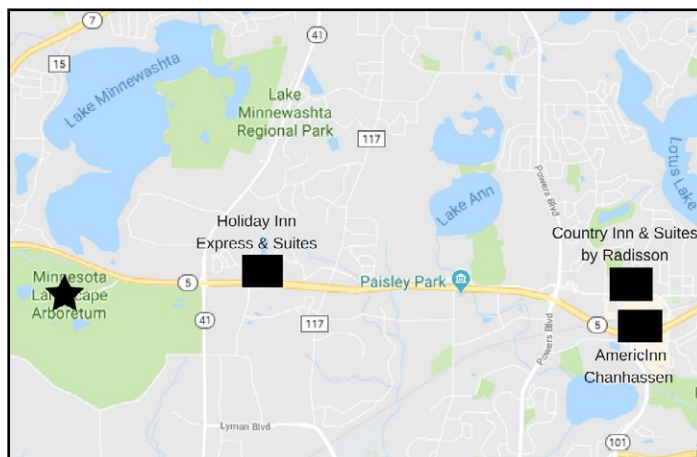 7
41
15
Lake Minnewashta
Lake
Minnewashta
Regional Park
117
Lotus Lake
Powers Blvd
Lake Ann
Holiday Inn
Express & Suites
Country Inn & Suites
by Radisson
Minnesota
Landscape
Arboretum
5
Paisley Park
41
117
5
Powers Blvd
AmericInn
Chanhassen
Lyman Blvd
101